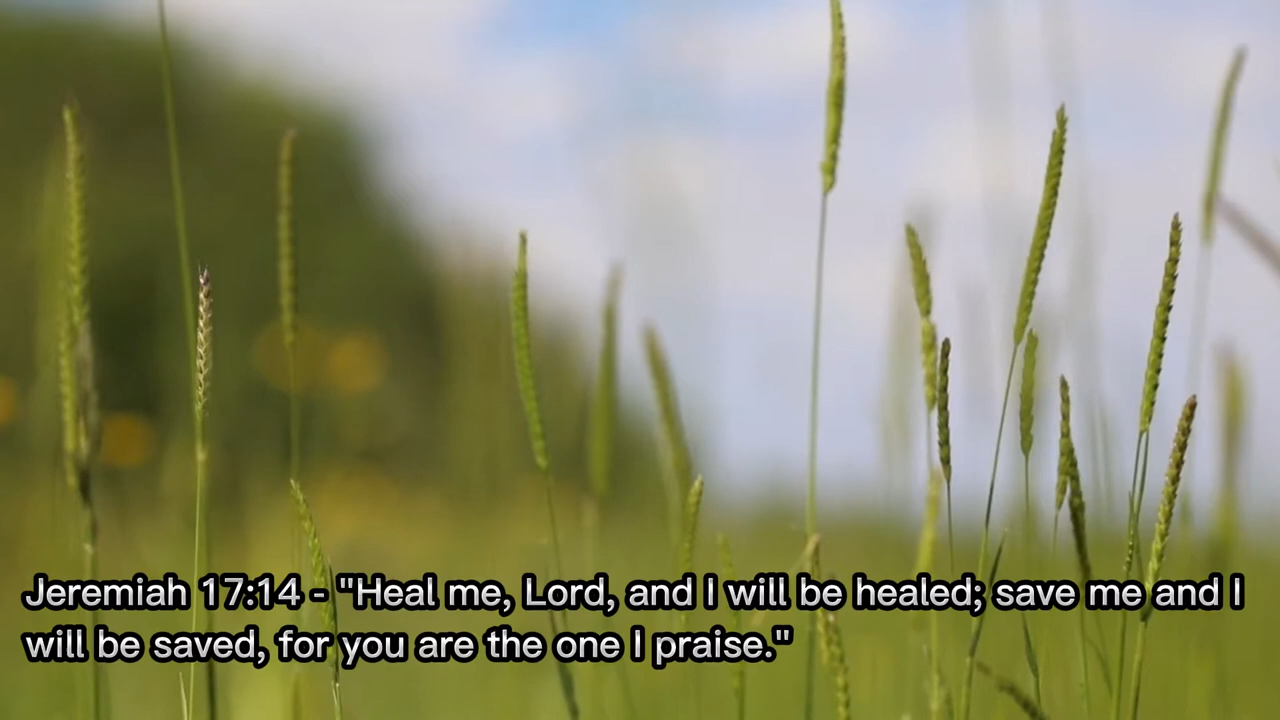 Jeremiah 17:14 - "Heal me, Lord, and I will be healed; save me and I
will be saved, for you are the one I praise."